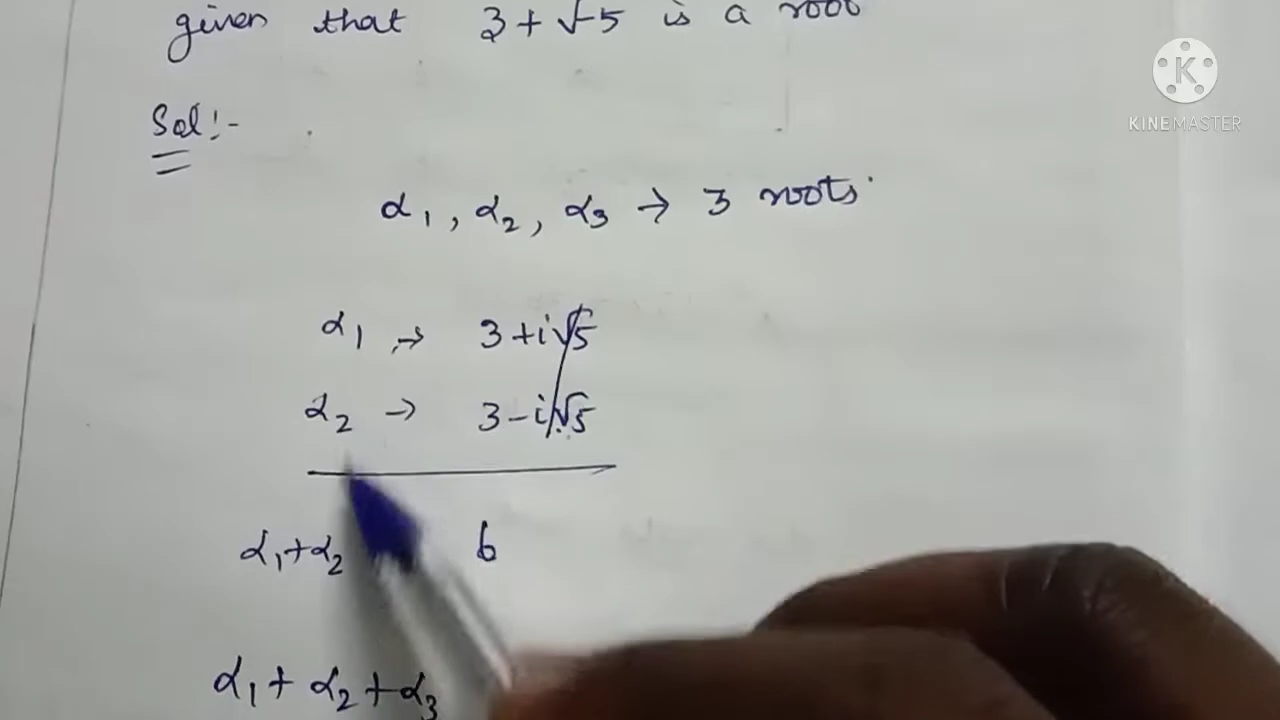 given that 3 + √-5 is a root
Sol:-
α1, α2, α3 → 3 roots.
α1 → 3 + i√5
α2 → 3 - i√5
α1 + α2 6
α1 + α2 + α3
KINEMASTER